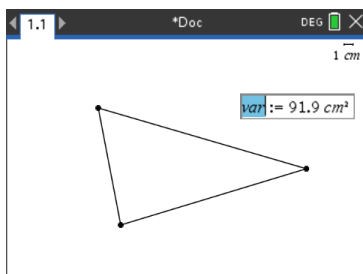 1.1 *Doc DEG
1 cm
var := 91.9 cm²